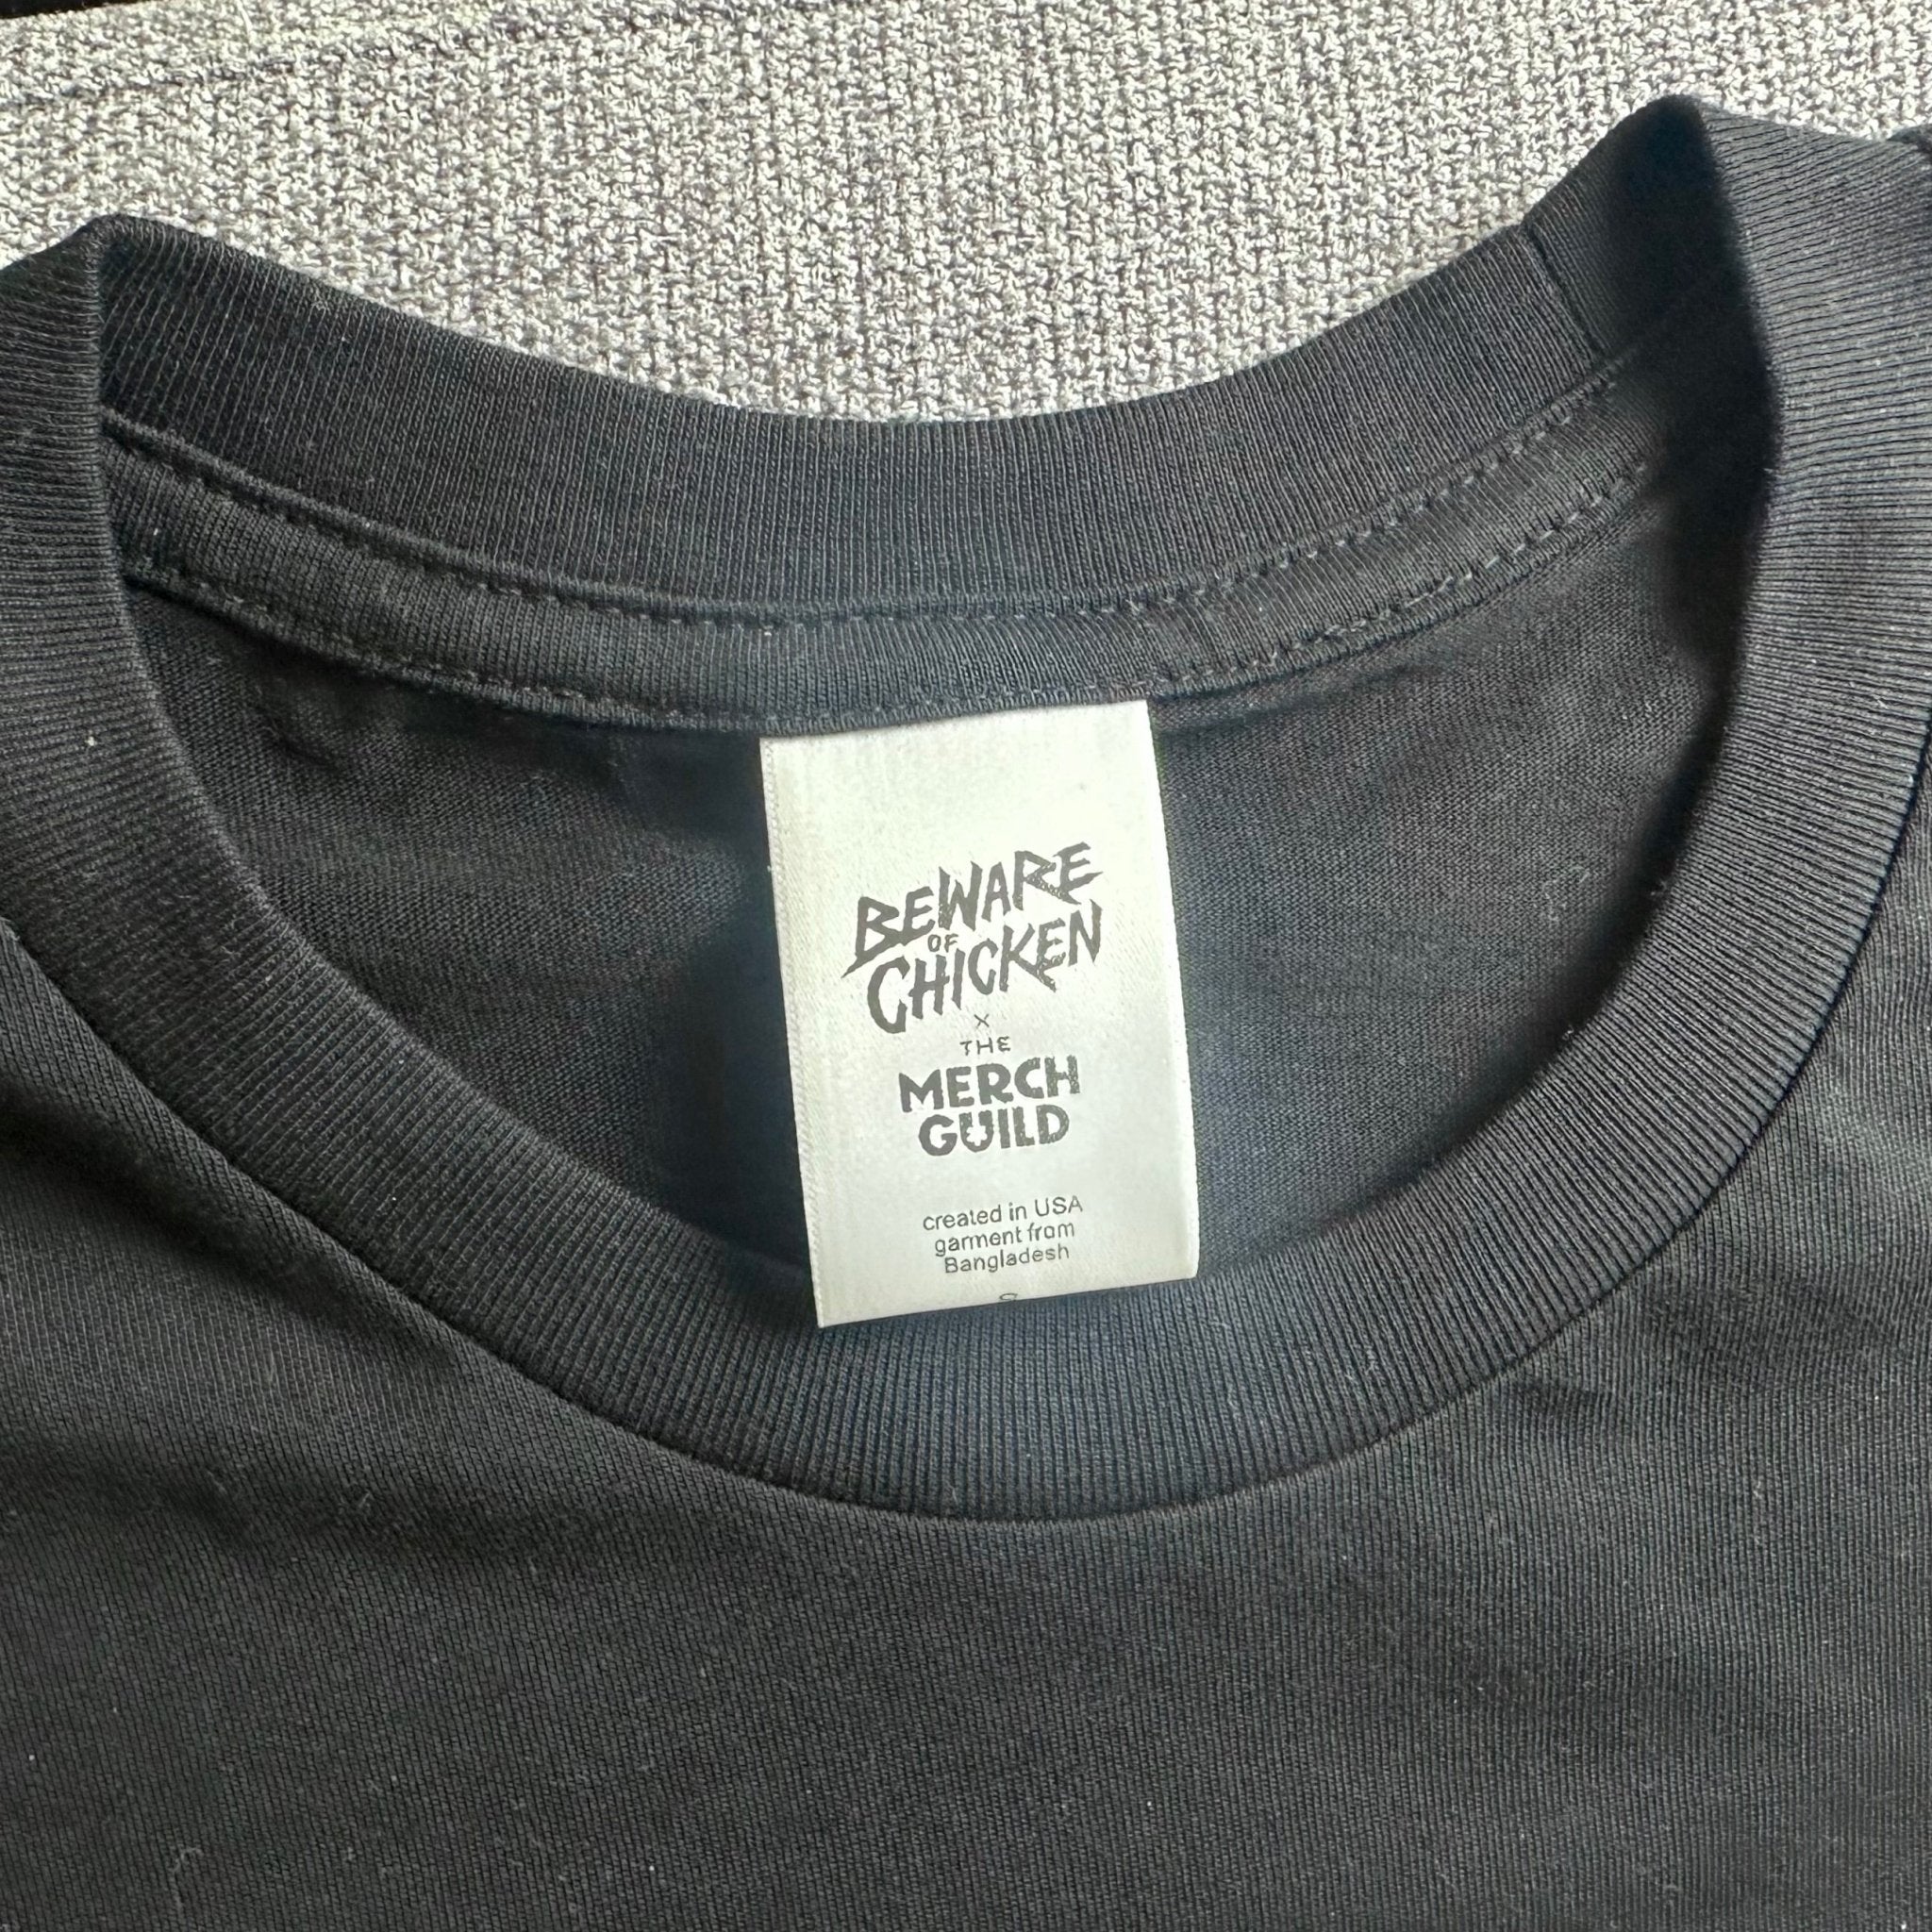 BEWARE
OF
CHICKEN
×
THE
MERCH
GUILD
created in USA
garment from
Bangladesh